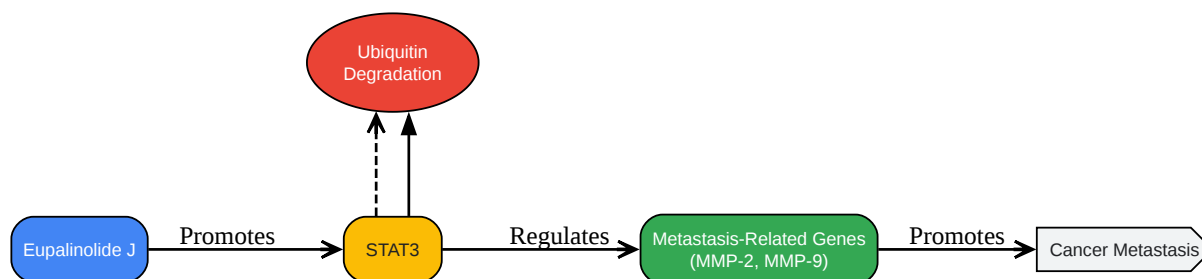 Ubiquitin
Degradation
Eupalinolide J
Promotes
STAT3
Regulates
Metastasis-Related Genes
(MMP-2, MMP-9)
Promotes
Cancer Metastasis